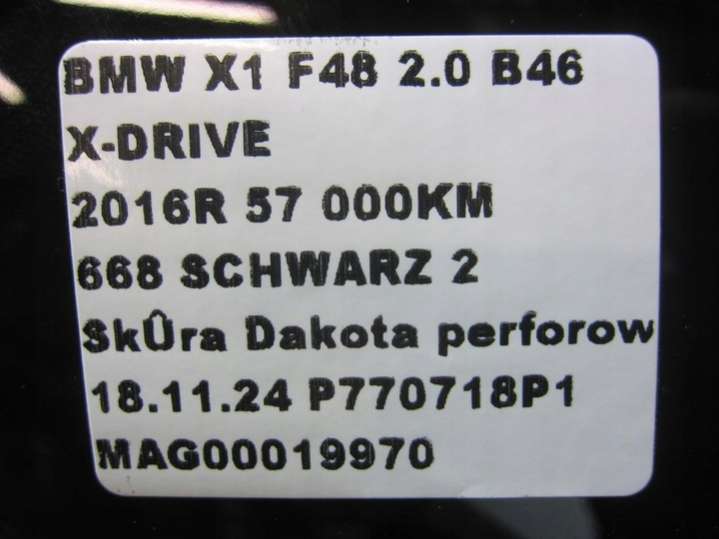 BMW X1 F48 2.0 B46
X-DRIVE
2016R 57 000KM
668 SCHWARZ 2
SkÛra Dakota perforow
18.11.24 P770718P1
MAG00019970